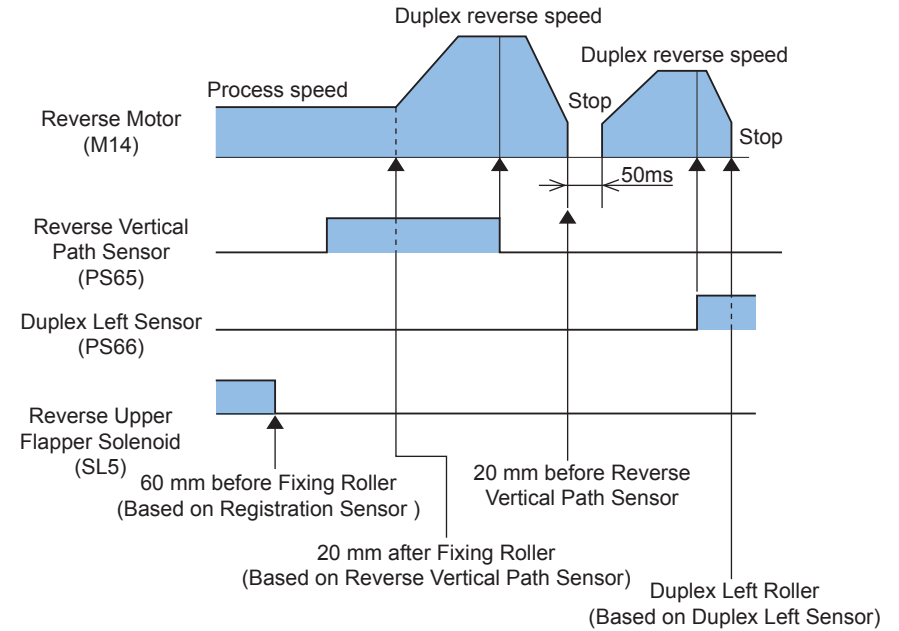 Duplex reverse speed
Duplex reverse speed
Process speed
Stop
Reverse Motor
(M14)
Stop
50ms
Reverse Vertical
Path Sensor
(PS65)
Duplex Left Sensor
(PS66)
Reverse Upper
Flapper Solenoid
(SL5)
60 mm before Fixing Roller
(Based on Registration Sensor )
20 mm before Reverse
Vertical Path Sensor
20 mm after Fixing Roller
(Based on Reverse Vertical Path Sensor)
Duplex Left Roller
(Based on Duplex Left Sensor)